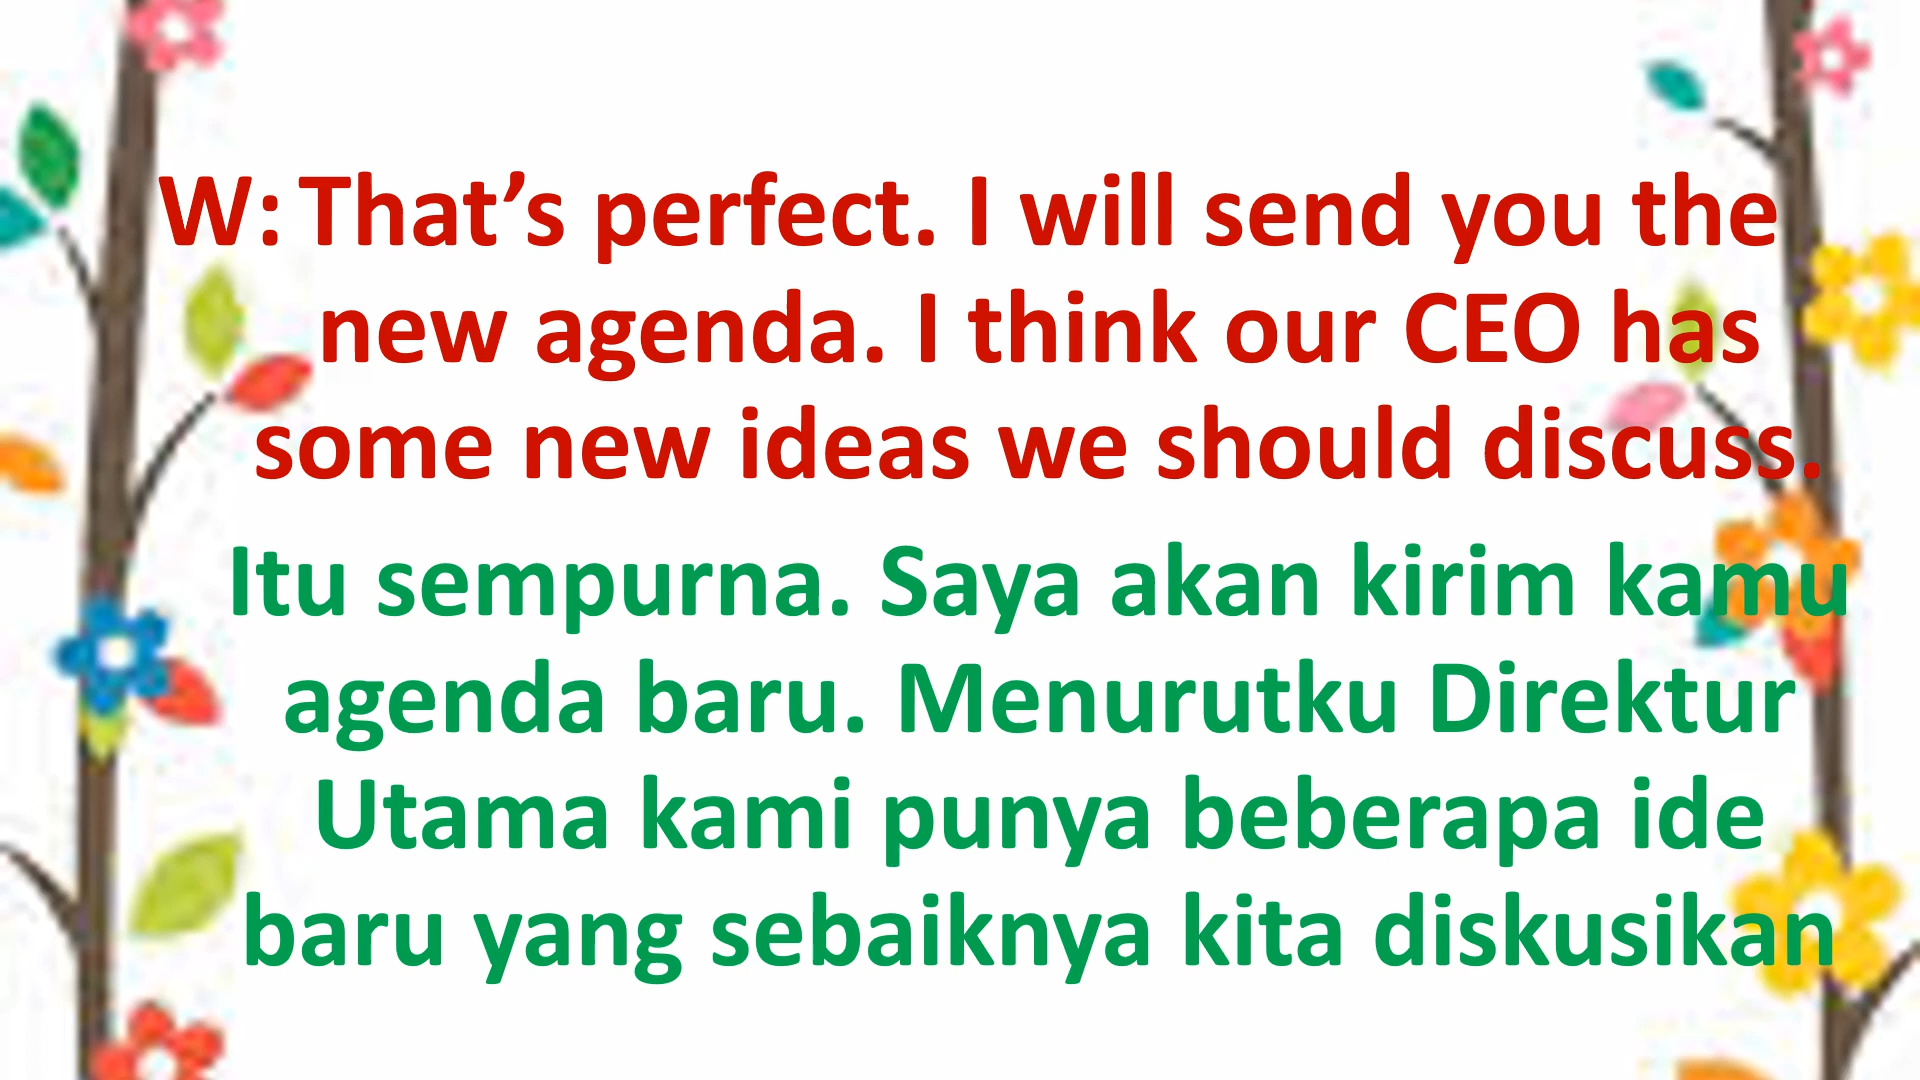 W: That’s perfect. I will send you the
new agenda. I think our CEO has
some new ideas we should discuss.
Itu sempurna. Saya akan kirim kamu
agenda baru. Menurutku Direktur
Utama kami punya beberapa ide
baru yang sebaiknya kita diskusikan